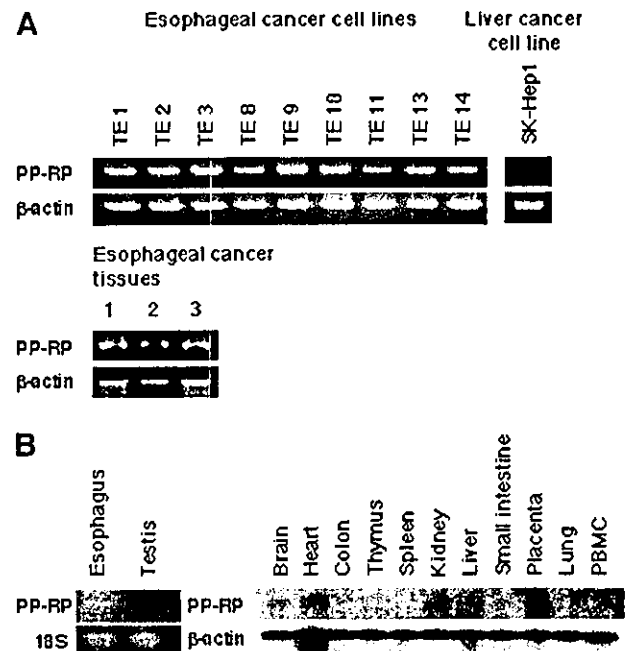 A
Esophageal cancer cell lines
Liver cancer
cell line
TE 1
TE 2
TE 3
TE 8
TE 9
TE 10
TE 11
TE 13
TE 14
SK-Hep1
PP-RP
β-actin
Esophageal cancer
tissues
1 2 3
PP-RP
β-actin
B
Esophagus
Testis
Brain
Heart
Colon
Thymus
Spleen
Kidney
Liver
Small intestine
Placenta
Lung
PBMC
PP-RP
PP-RP
18S
β-actin